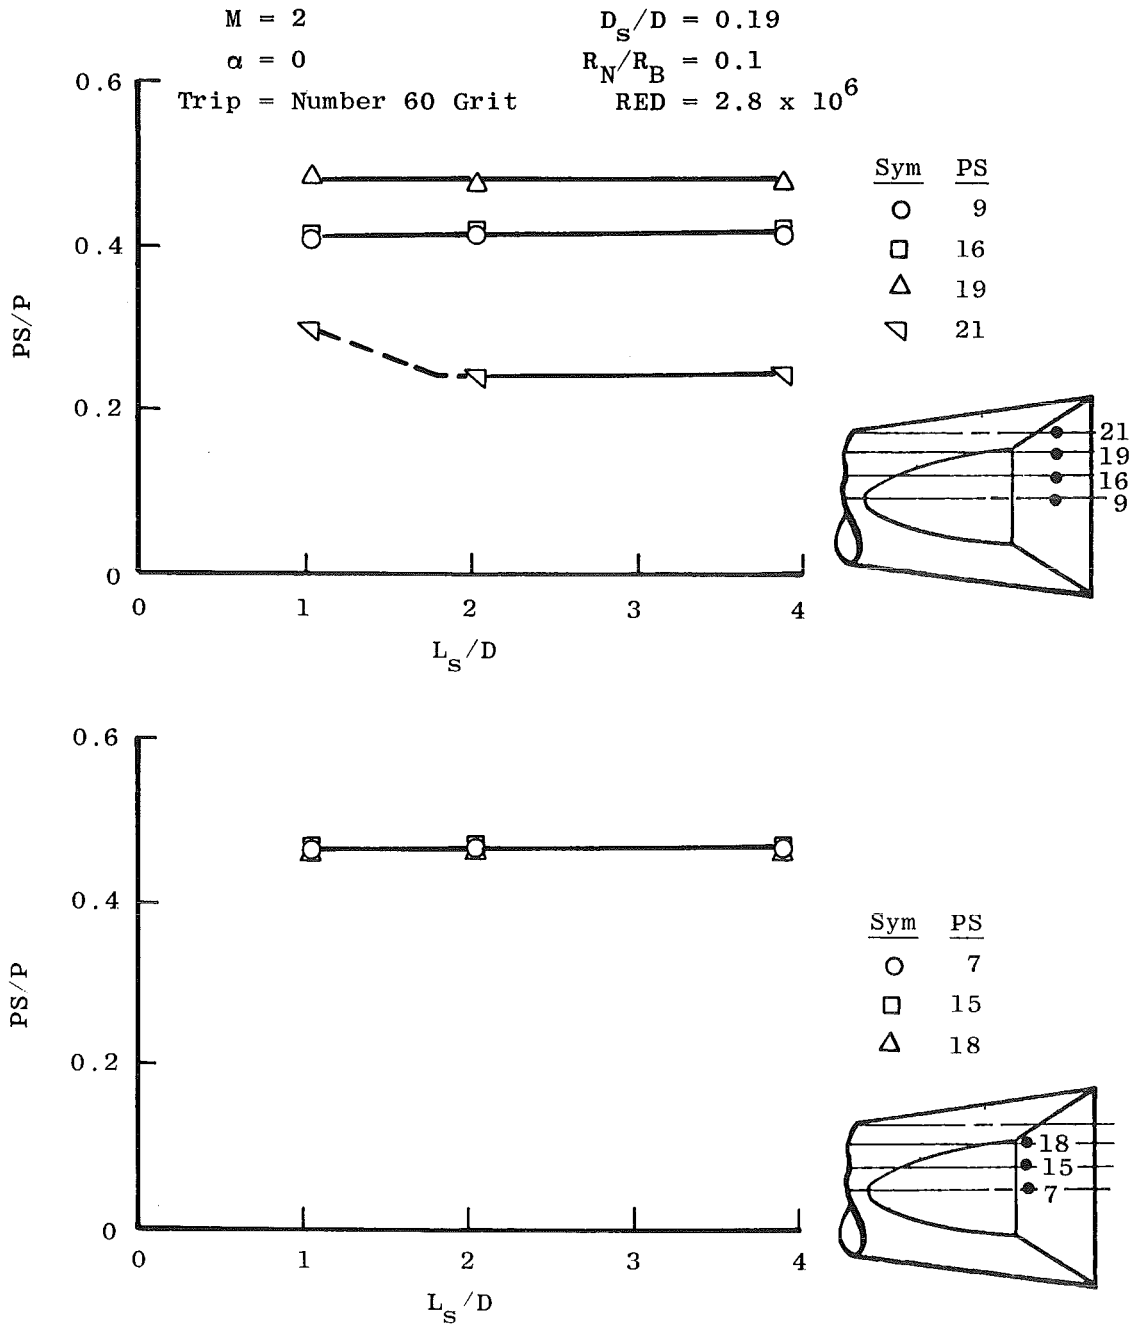 M = 2
D_s/D = 0.19
α = 0
R_N/R_B = 0.1
Trip = Number 60 Grit
RED = 2.8 x 10^6
0.6
0.4
0.2
0
PS/P
0 1 2 3 4
L_s/D
Sym PS
9
16
19
21
21
19
16
9
0.6
0.4
0.2
0
PS/P
0 1 2 3 4
L_s/D
Sym PS
7
15
18
18
15
7